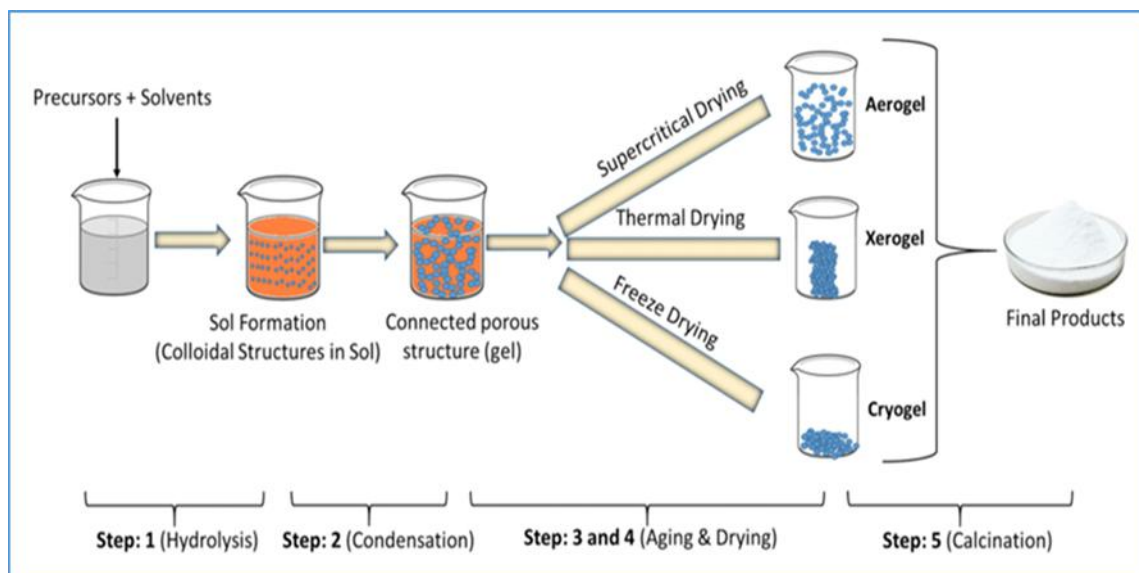 Precursors + Solvents
Sol Formation
(Colloidal Structures in Sol)
Connected porous
structure (gel)
Supercritical Drying
Thermal Drying
Freeze Drying
Aerogel
Xerogel
Cryogel
Final Products
Step: 1 (Hydrolysis)
Step: 2 (Condensation)
Step: 3 and 4 (Aging & Drying)
Step: 5 (Calcination)